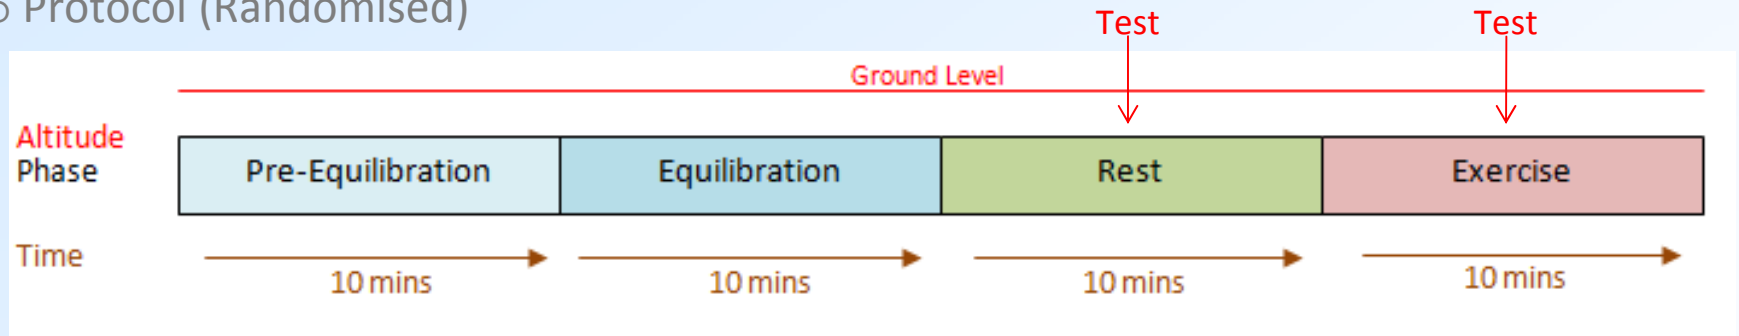 ○ Protocol (Randomised)
Test Test
Ground Level
Altitude
Phase Pre-Equilibration Equilibration Rest Exercise
Time
10 mins 10 mins 10 mins 10 mins